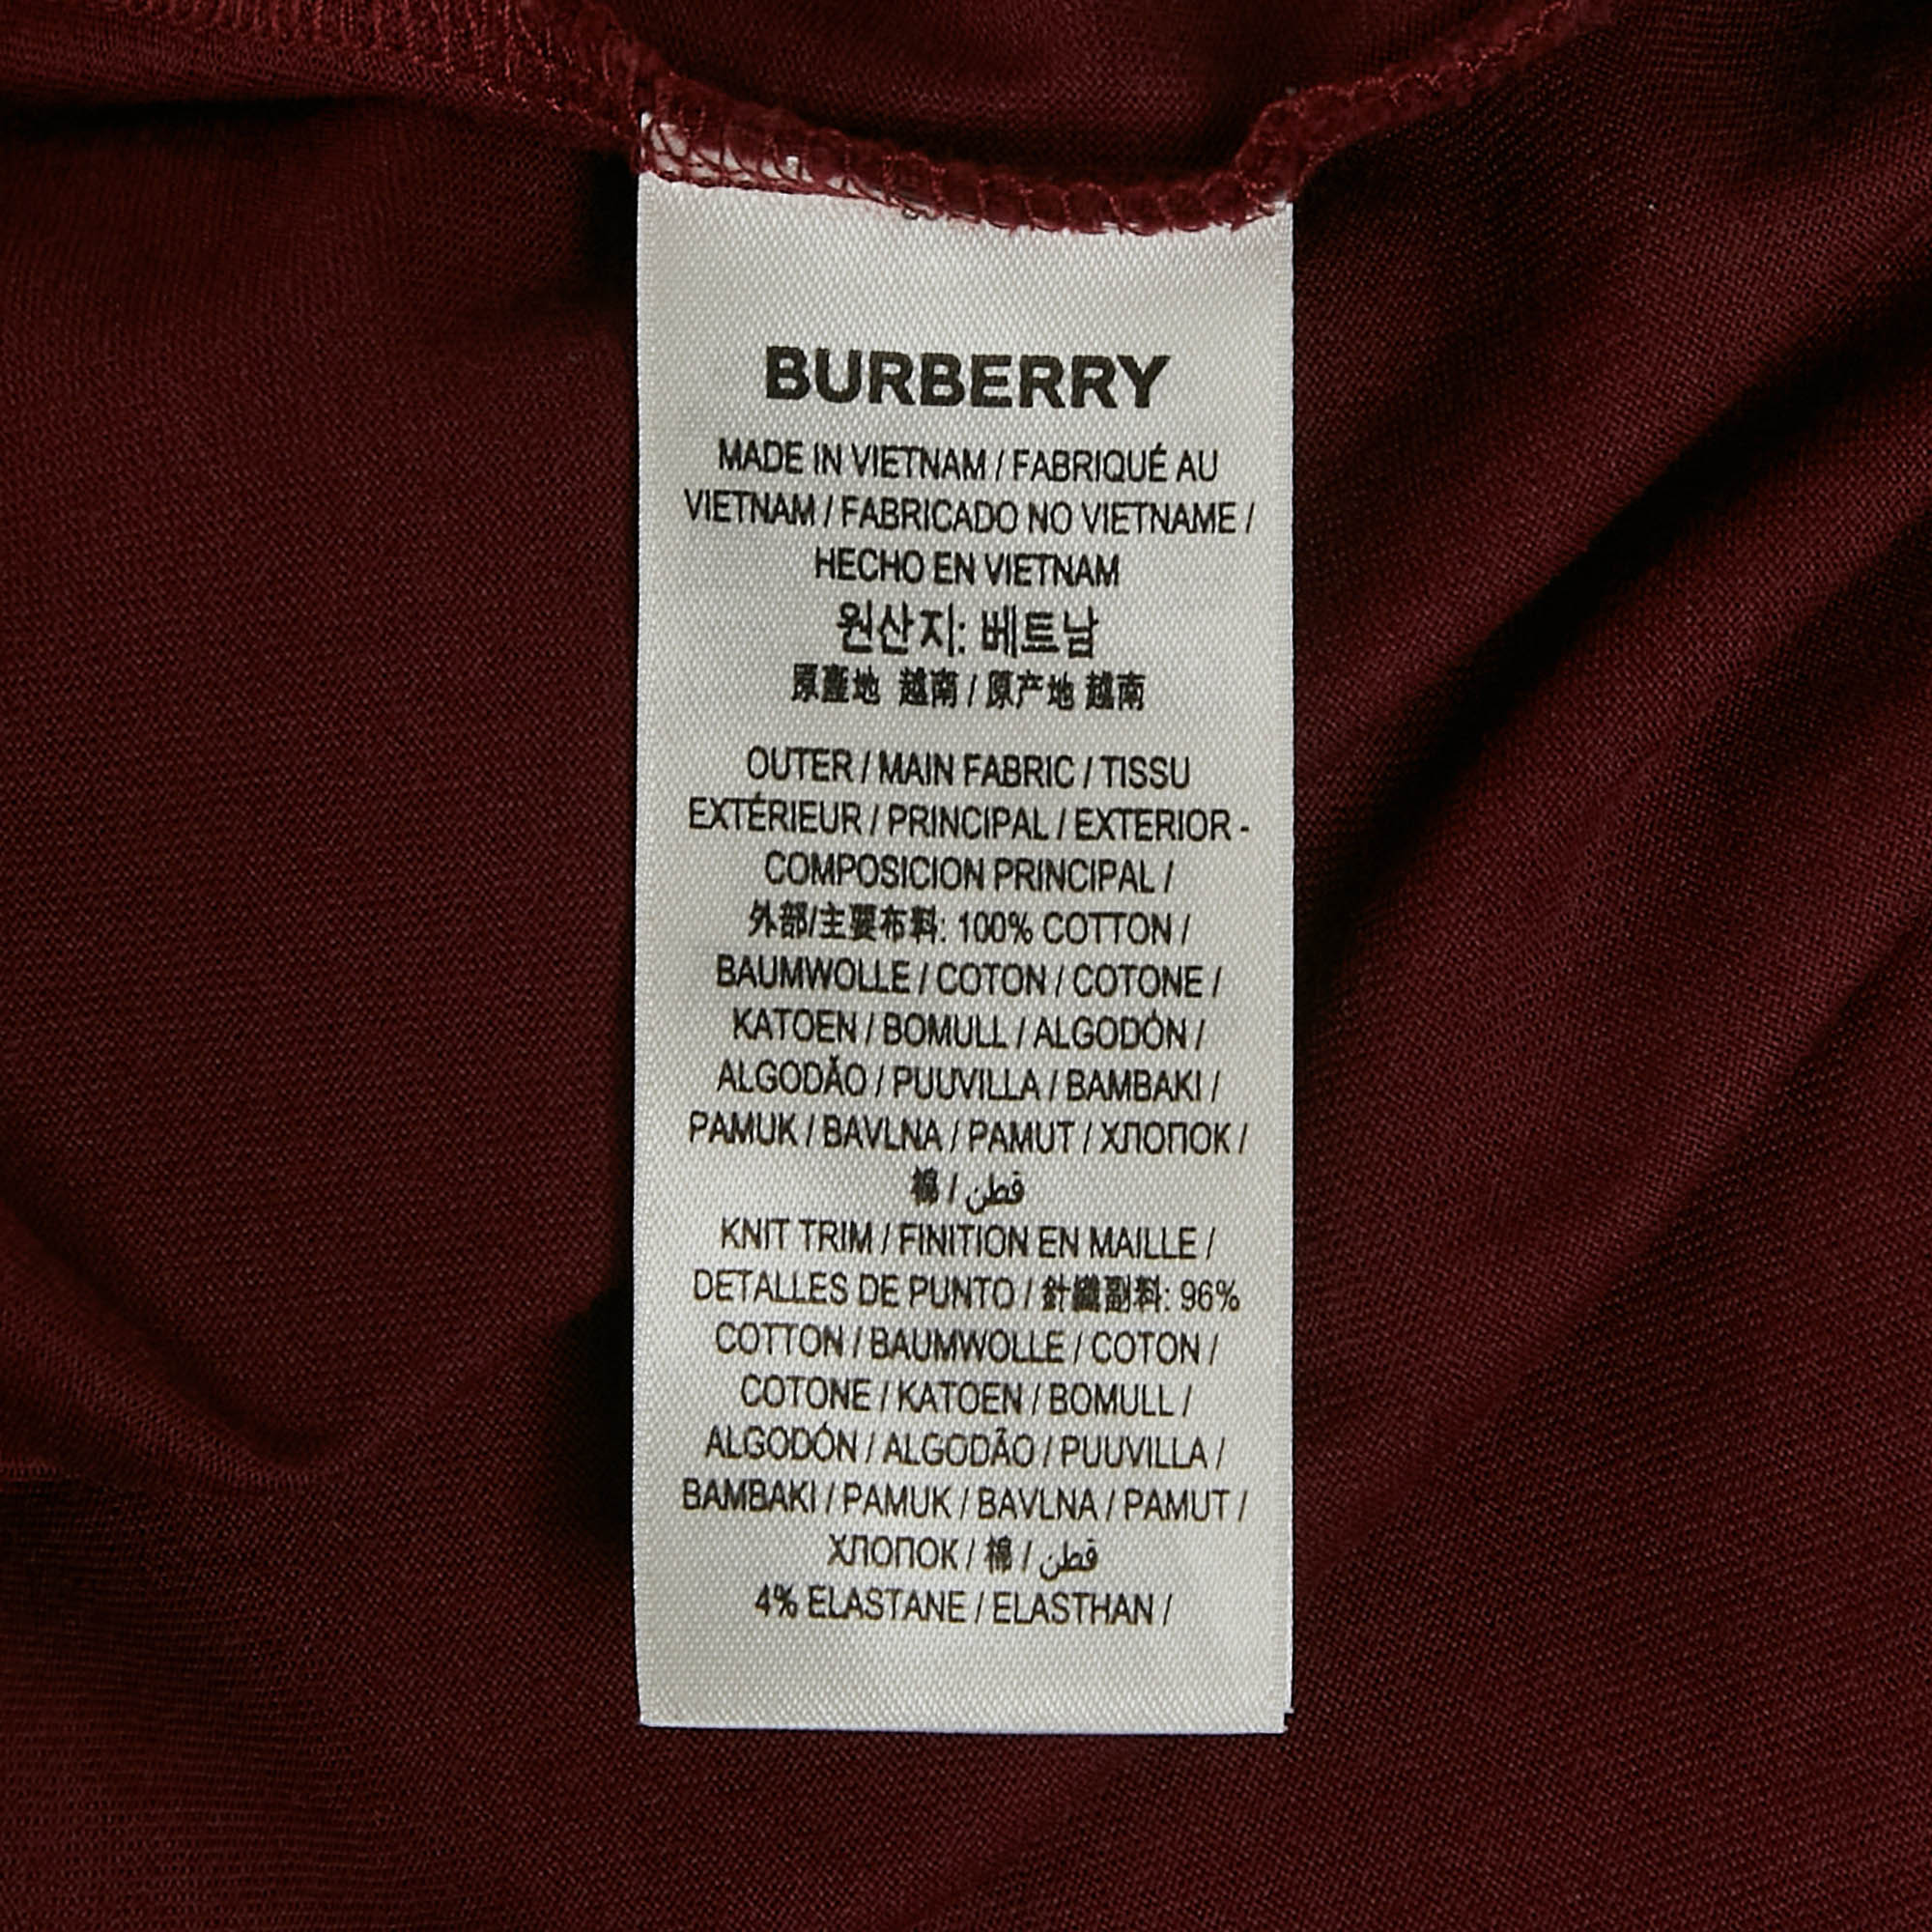 BURBERRY
MADE IN VIETNAM / FABRIQUÉ AU
VIETNAM / FABRICADO NO VIETNAME /
HECHO EN VIETNAM
원산지: 베트남
原產地 越南 / 原产地 越南
OUTER / MAIN FABRIC / TISSU
EXTÉRIEUR / PRINCIPAL / EXTERIOR -
COMPOSICION PRINCIPAL /
外部/主要布料: 100% COTTON /
BAUMWOLLE / COTON / COTONE /
KATOEN / BOMULL / ALGODÓN /
ALGODÃO / PUUVILLA / BAMBAKI /
PAMUK / BAVLNA / PAMUT / ХЛОПОК /
棉 / قطن
KNIT TRIM / FINITION EN MAILLE /
DETALLES DE PUNTO / 針織副料: 96%
COTTON / BAUMWOLLE / COTON /
COTONE / KATOEN / BOMULL /
ALGODÓN / ALGODÃO / PUUVILLA /
BAMBAKI / PAMUK / BAVLNA / PAMUT /
ХЛОПОК / 棉 / قطن
4% ELASTANE / ELASTHAN /